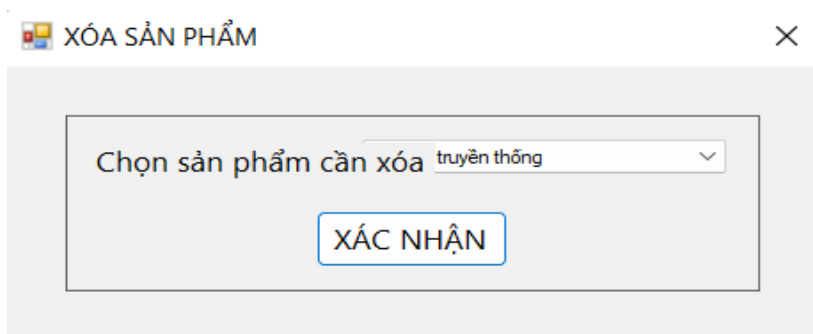 XÓA SẢN PHẨM
Chọn sản phẩm cần xóa truyền thống
XÁC NHẬN